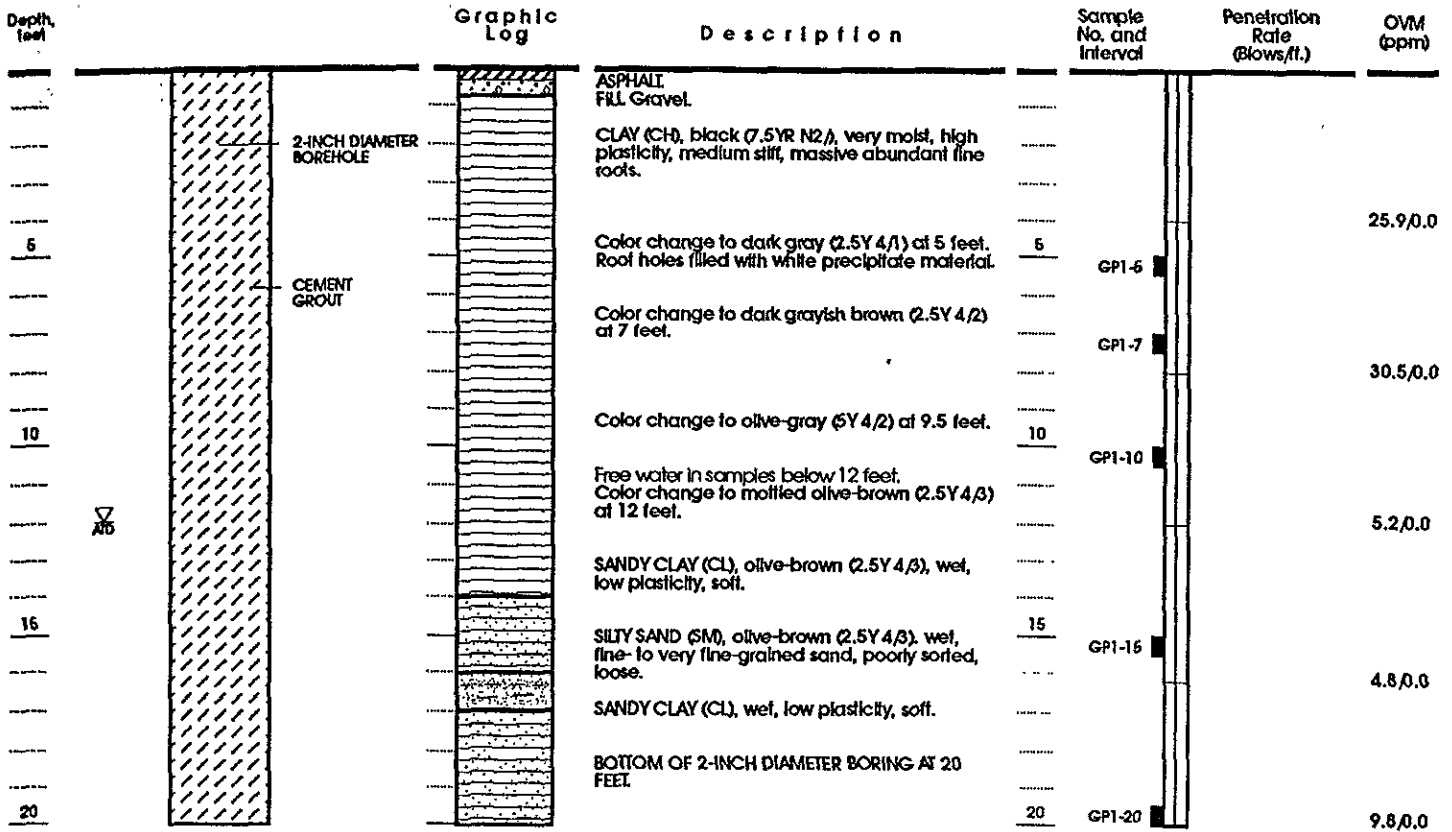 Depth, feet
Graphic Log
Description
Sample No. and Interval
Penetration Rate (Blows/ft.)
OVM (ppm)
ASPHALT.
FILL Gravel.
2-INCH DIAMETER
BOREHOLE
CLAY (CH), black (7.5YR N2/), very moist, high
plasticity, medium stiff, massive abundant fine
roots.
25.9/0.0
5
Color change to dark gray (2.5Y 4/1) at 5 feet.
Root holes filled with white precipitate material.
5
GP1-5
CEMENT
GROUT
Color change to dark grayish brown (2.5Y 4/2)
at 7 feet.
GP1-7
30.5/0.0
10
Color change to olive-gray (5Y 4/2) at 9.5 feet.
10
GP1-10
Free water in samples below 12 feet.
Color change to mottled olive-brown (2.5Y 4/3)
at 12 feet.
ATD
5.2/0.0
SANDY CLAY (CL), olive-brown (2.5Y 4/3), wet,
low plasticity, soft.
15
SILTY SAND (SM), olive-brown (2.5Y 4/3). wet,
fine- to very fine-grained sand, poorly sorted,
loose.
15
GP1-15
4.8/0.0
SANDY CLAY (CL), wet, low plasticity, soft.
BOTTOM OF 2-INCH DIAMETER BORING AT 20
FEET.
20
20
GP1-20
9.8/0.0